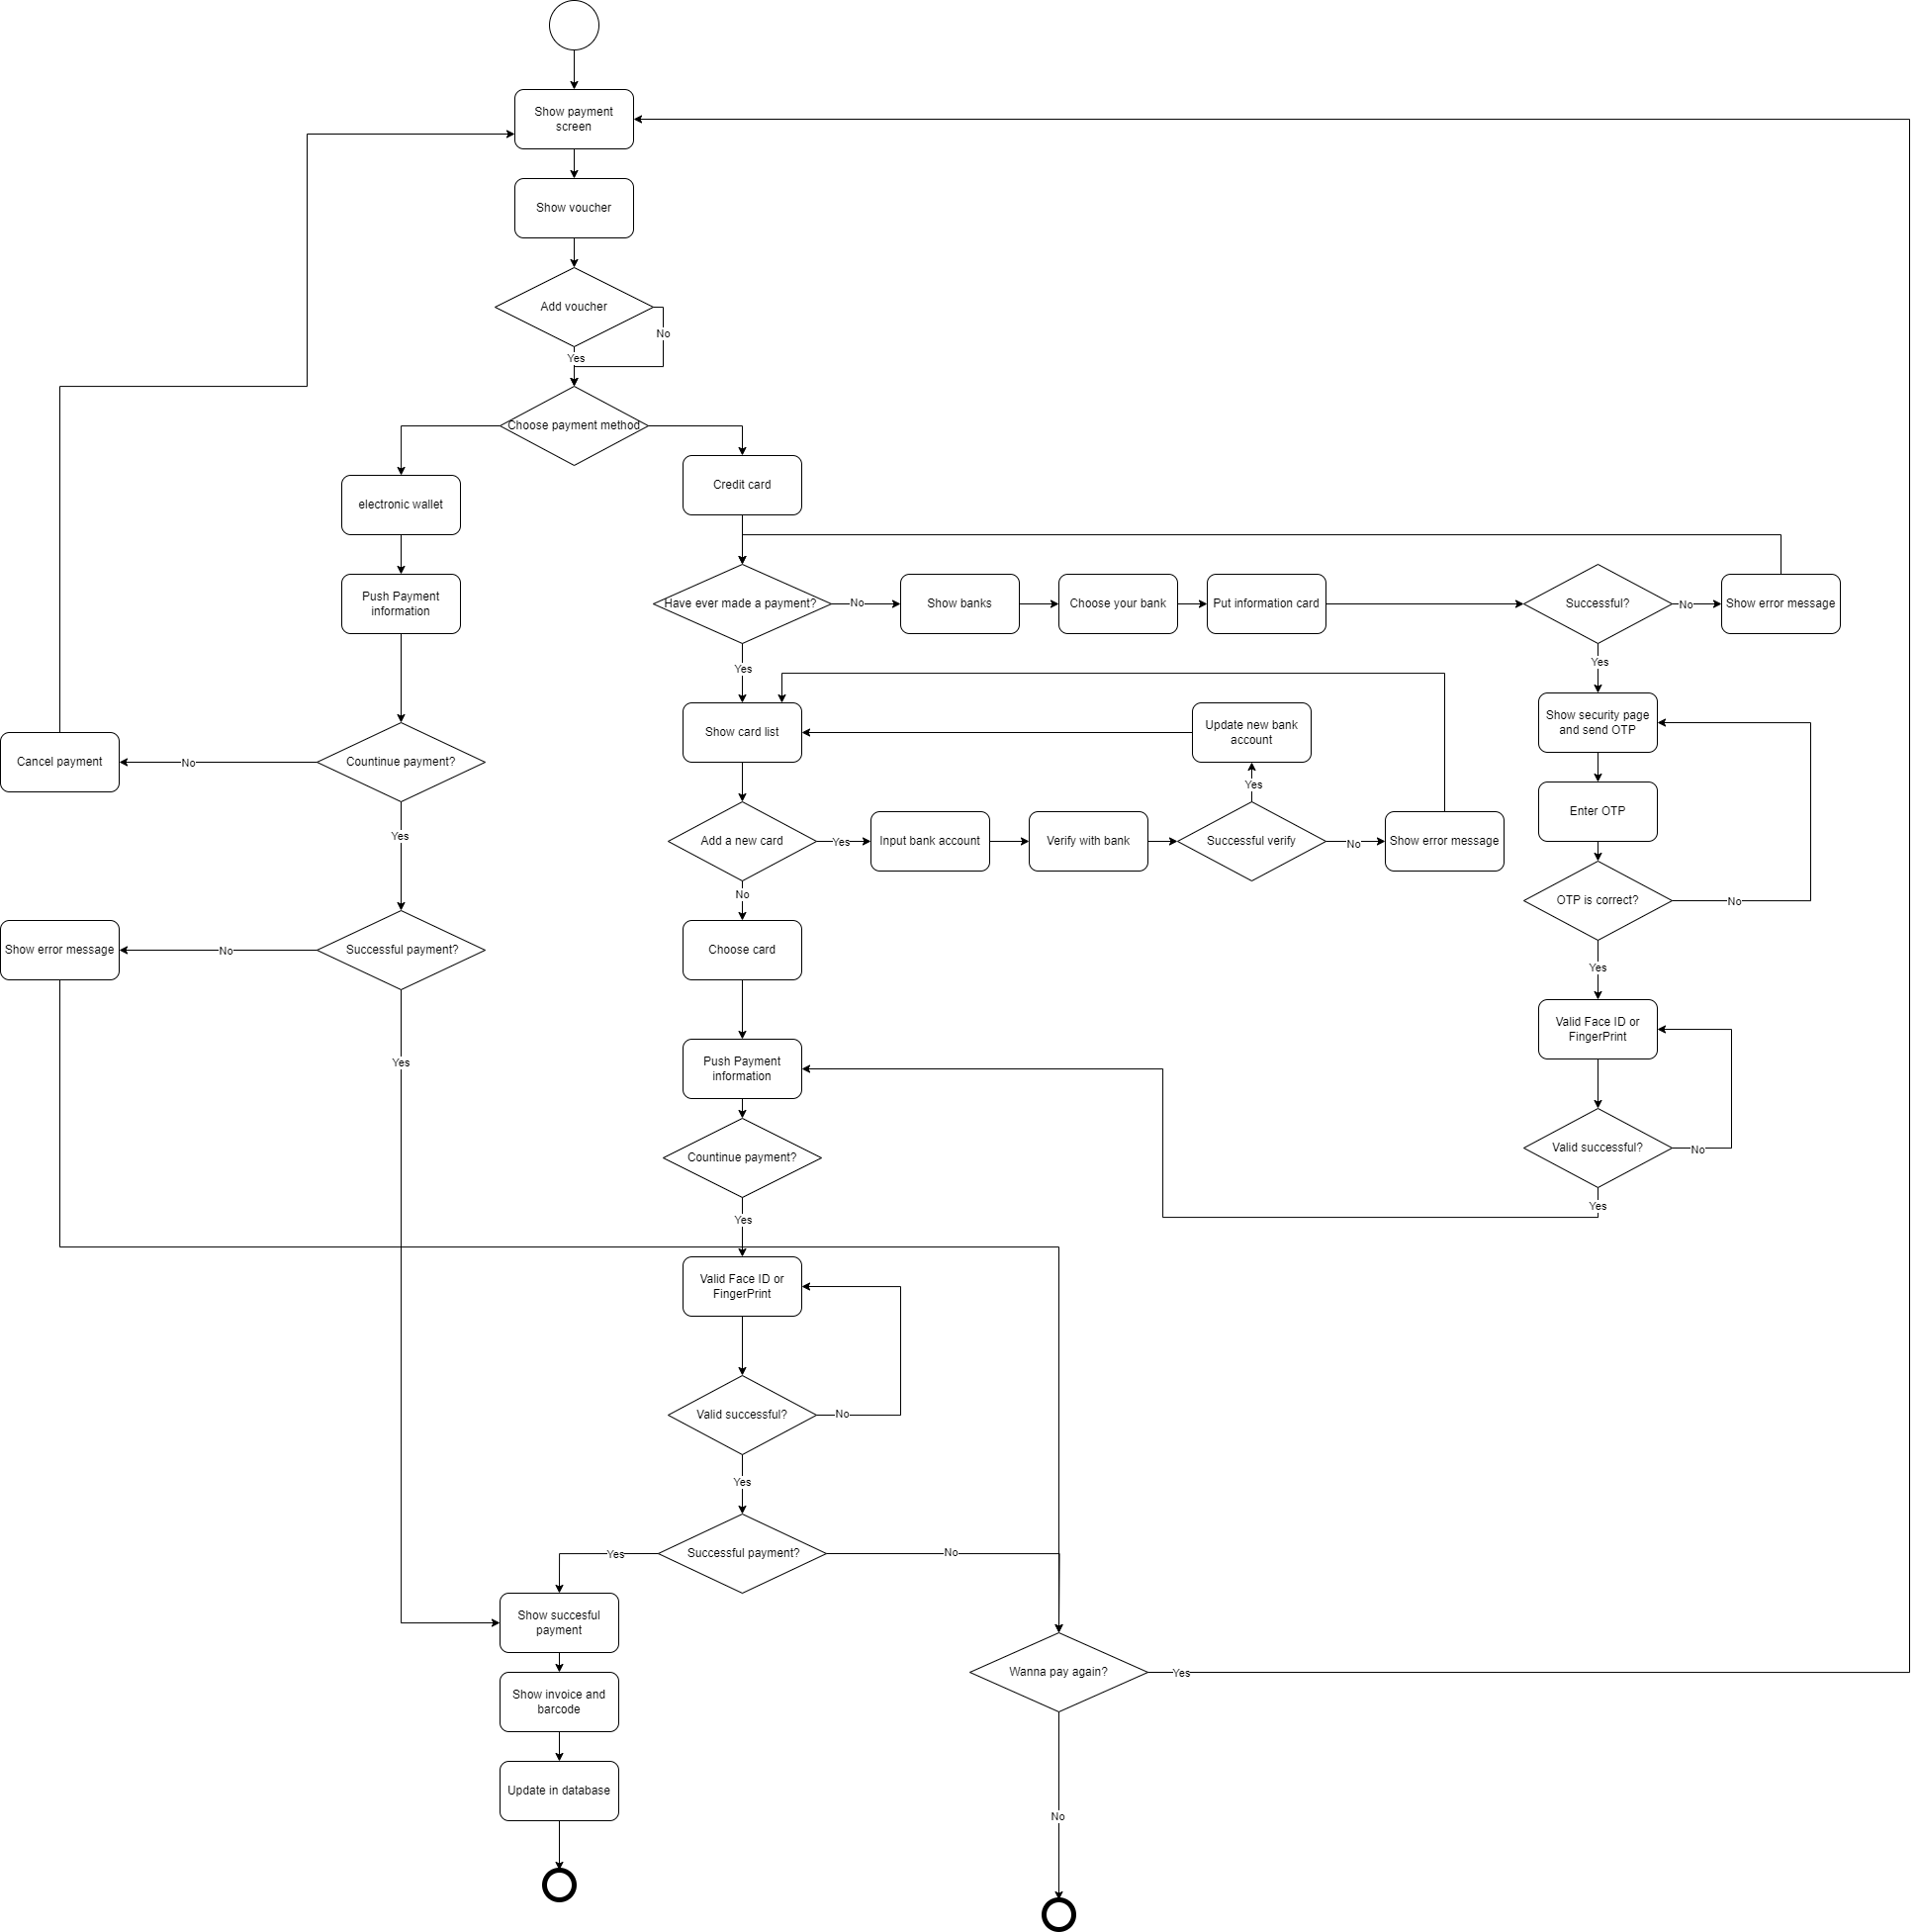 Show payment
screen
Show voucher
Add voucher
No
Yes
Choose payment method
Credit card
electronic wallet
Push Payment
information
Have ever made a payment?
No
Show banks
Choose your bank
Put information card
Successful?
No
Show error message
Yes
Yes
Show card list
Update new bank
account
Show security page
and send OTP
Cancel payment
No
Countinue payment?
Yes
Enter OTP
Yes
Add a new card
Yes
Input bank account
Verify with bank
Successful verify
No
Show error message
No
OTP is correct?
No
Show error message
No
Successful payment?
Choose card
Yes
Yes
Push Payment
information
Valid Face ID or
FingerPrint
Countinue payment?
Valid successful?
No
Yes
Yes
Valid Face ID or
FingerPrint
Valid successful?
No
Yes
Yes
Successful payment?
No
Show succesful
payment
Wanna pay again?
Yes
Show invoice and
barcode
Update in database
No